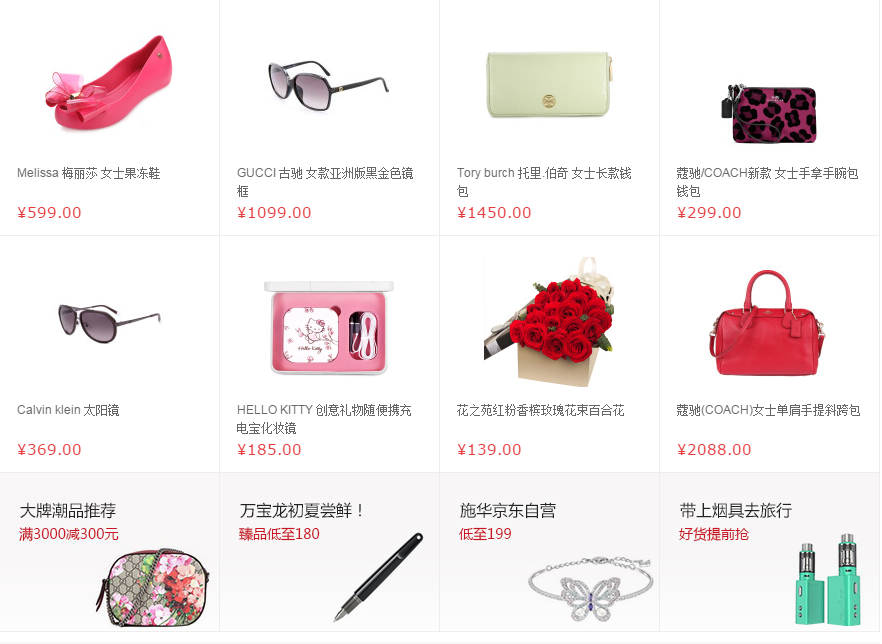 Melissa 梅丽莎 女士果冻鞋
¥599.00
GUCCI 古驰 女款亚洲版黑金色镜
框
¥1099.00
Tory burch 托里.伯奇 女士长款钱
包
¥1450.00
蔻驰/COACH新款 女士手拿手腕包
钱包
¥299.00
Calvin klein 太阳镜
¥369.00
Hello Kitty
HELLO KITTY 创意礼物随便携充
电宝化妆镜
¥185.00
花之苑红粉香槟玫瑰花束百合花
¥139.00
蔻驰(COACH)女士单肩手提斜跨包
¥2088.00
大牌潮品推荐
满3000减300元
万宝龙初夏尝鲜！
臻品低至180
施华京东自营
低至199
带上烟具去旅行
好货提前抢